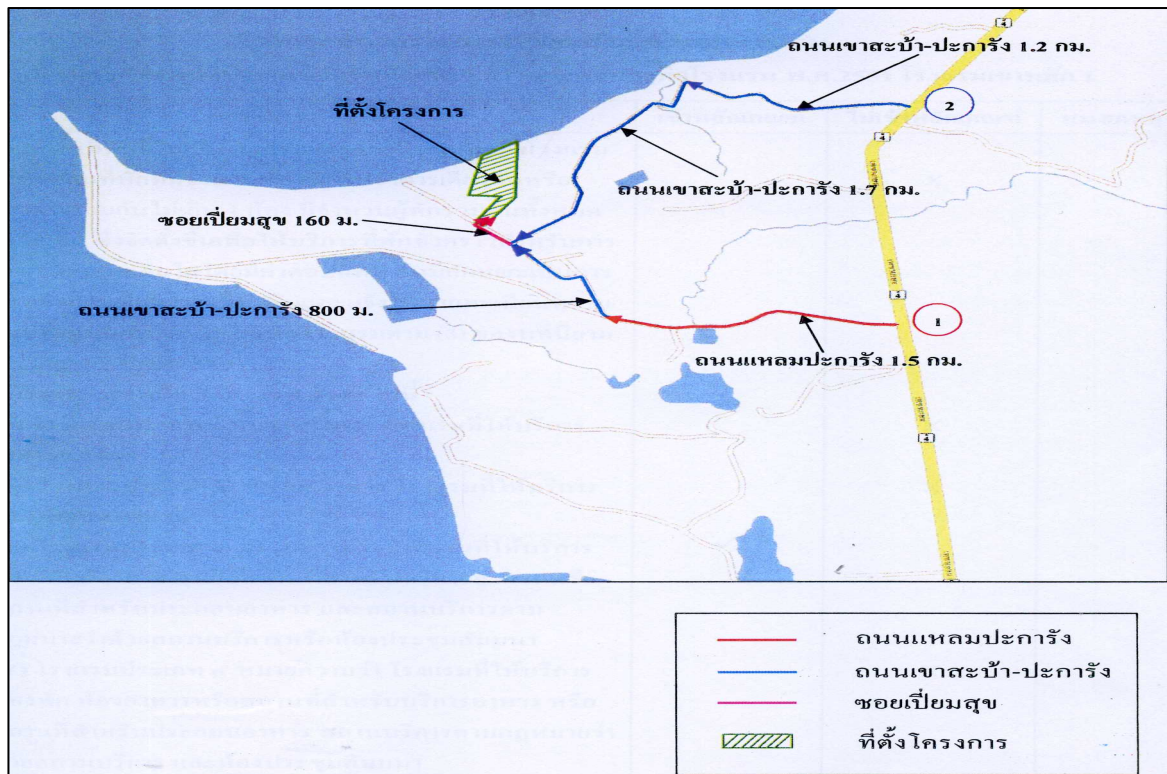 ถนนเขาสะบ้า-ปะการัง 1.2 กม.
4
2
ที่ตั้งโครงการ
4
ถนนเขาสะบ้า-ปะการัง 1.7 กม.
ซอยเปี่ยมสุข 160 ม.
4
ถนนเขาสะบ้า-ปะการัง 800 ม.
1
ถนนแหลมปะการัง 1.5 กม.
4
ถนนแหลมปะการัง
ถนนเขาสะบ้า-ปะการัง
ซอยเปี่ยมสุข
ที่ตั้งโครงการ